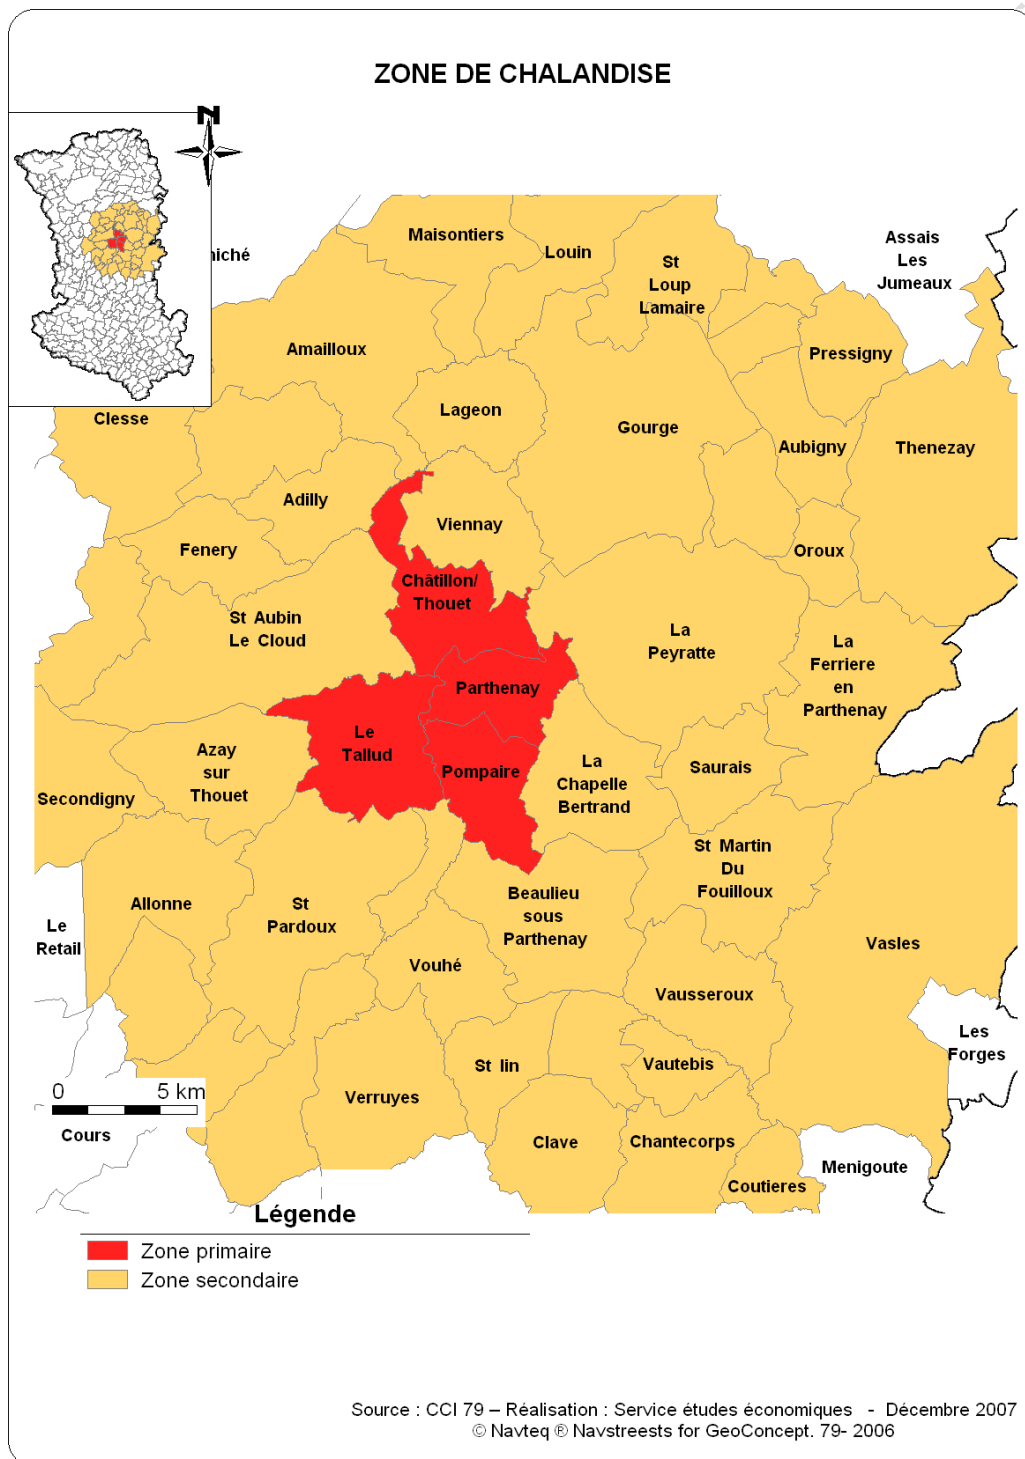 ZONE DE CHALANDISE
N
niché
Maisontiers
Louin
St
Loup
Lamaire
Assais
Les
Jumeaux
Amailloux
Pressigny
Clesse
Lageon
Gourge
Aubigny
Thenezay
Adilly
Viennay
Fenery
Oroux
Châtillon/
Thouet
St Aubin
Le Cloud
La
Peyratte
La
Ferriere
en
Parthenay
Parthenay
Le
Tallud
Azay
sur
Thouet
Pompaire
La
Chapelle
Bertrand
Saurais
Secondigny
St Martin
Du
Fouilloux
Allonne
St
Pardoux
Beaulieu
sous
Parthenay
Le
Retail
Vasles
Vouhé
Vausseroux
Les
Forges
St lin
Vautebis
0 5 km
Verruyes
Cours
Clave
Chantecorps
Menigoute
Coutieres
Légende
Zone primaire
Zone secondaire
Source : CCI 79 – Réalisation : Service études économiques - Décembre 2007
© Navteq ® Navstreests for GeoConcept. 79- 2006